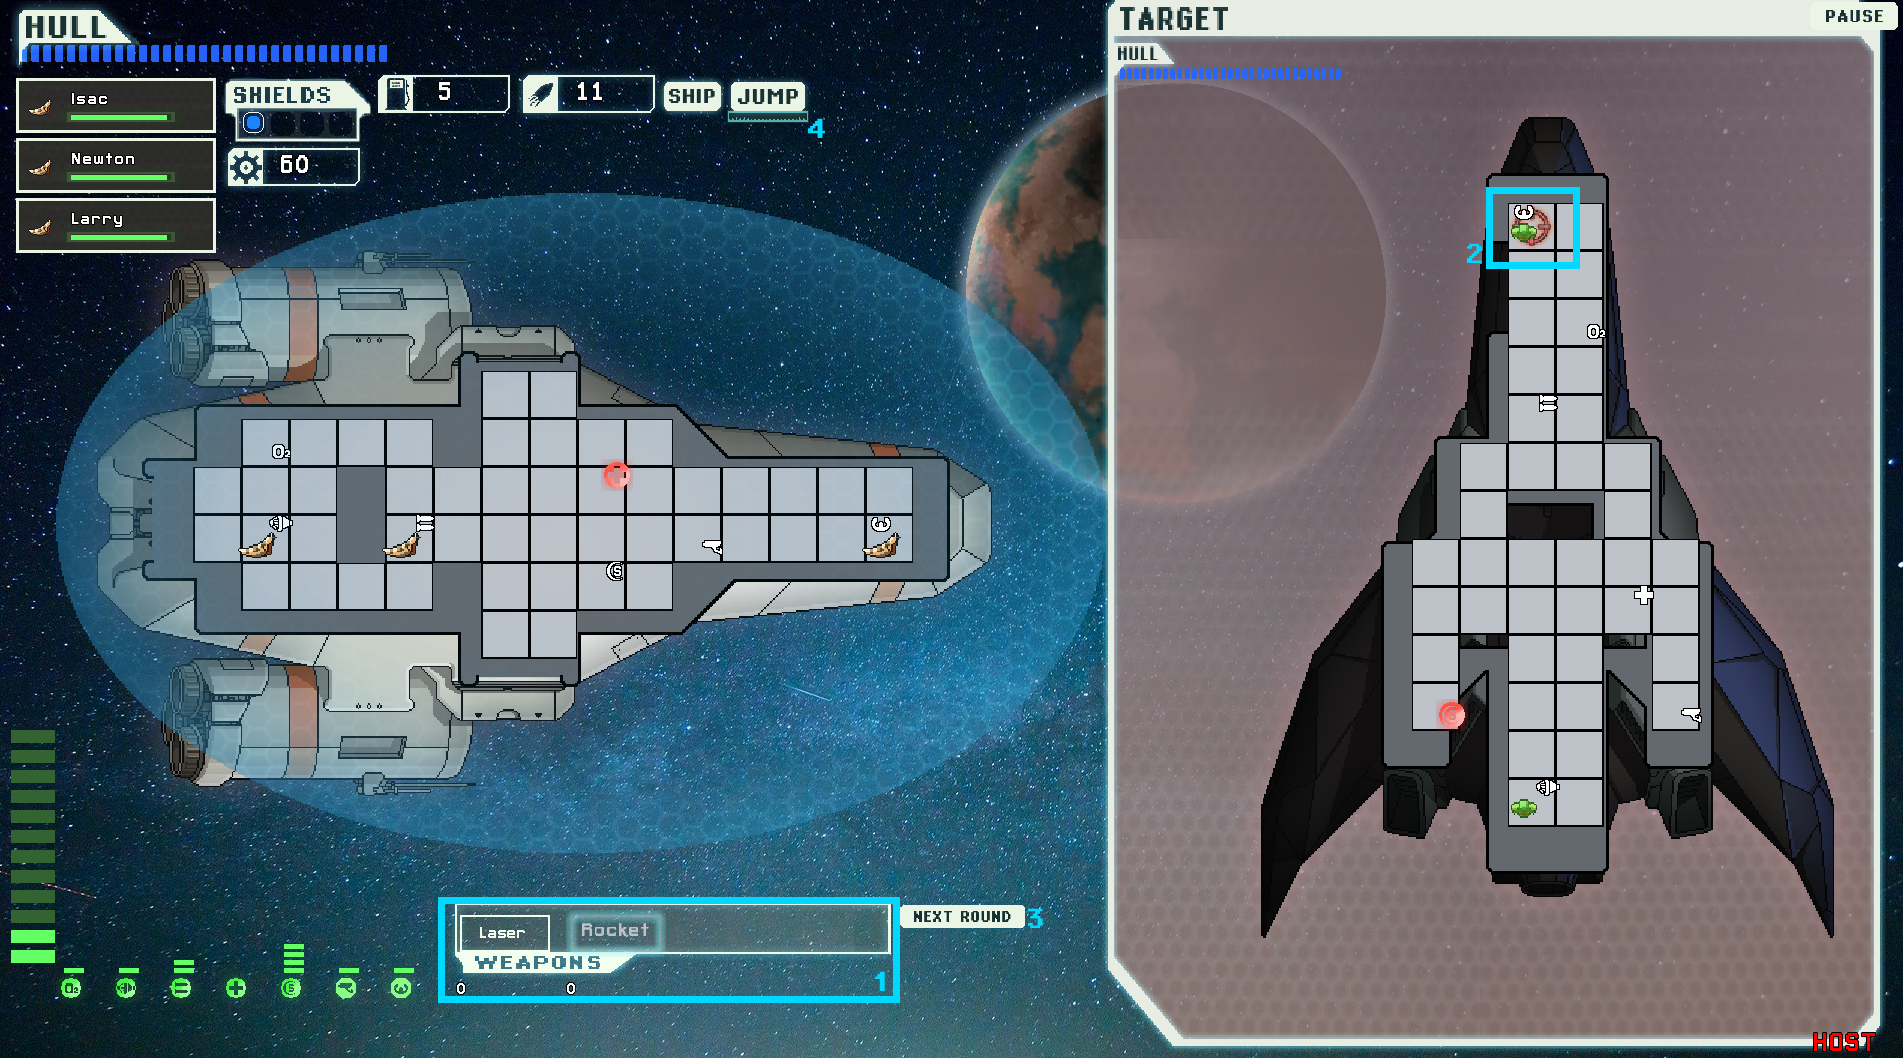 HULL
TARGET
PAUSE
HULL
Isac
SHIELDS
5
11
SHIP
JUMP
4
Newton
60
Larry
2
O₂
O₂
S
NEXT ROUND
3
Laser
Rocket
WEAPONS
0
0
1
O₂
S
HOST